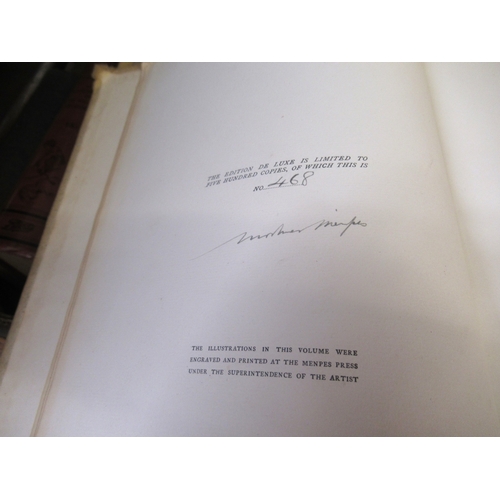 THE EDITION DE LUXE IS LIMITED TO
FIVE HUNDRED COPIES, OF WHICH THIS IS
NO. 468
Mortimer Menpes
THE ILLUSTRATIONS IN THIS VOLUME WERE
ENGRAVED AND PRINTED AT THE MENPES PRESS
UNDER THE SUPERINTENDENCE OF THE ARTIST